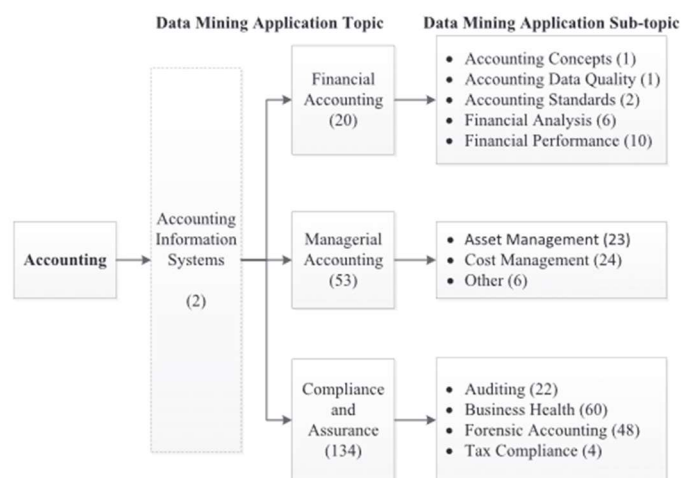 Data Mining Application Topic
Data Mining Application Sub-topic
Accounting
Accounting
Information
Systems
(2)
Financial
Accounting
(20)
• Accounting Concepts (1)
• Accounting Data Quality (1)
• Accounting Standards (2)
• Financial Analysis (6)
• Financial Performance (10)
Managerial
Accounting
(53)
• Asset Management (23)
• Cost Management (24)
• Other (6)
Compliance
and
Assurance
(134)
• Auditing (22)
• Business Health (60)
• Forensic Accounting (48)
• Tax Compliance (4)